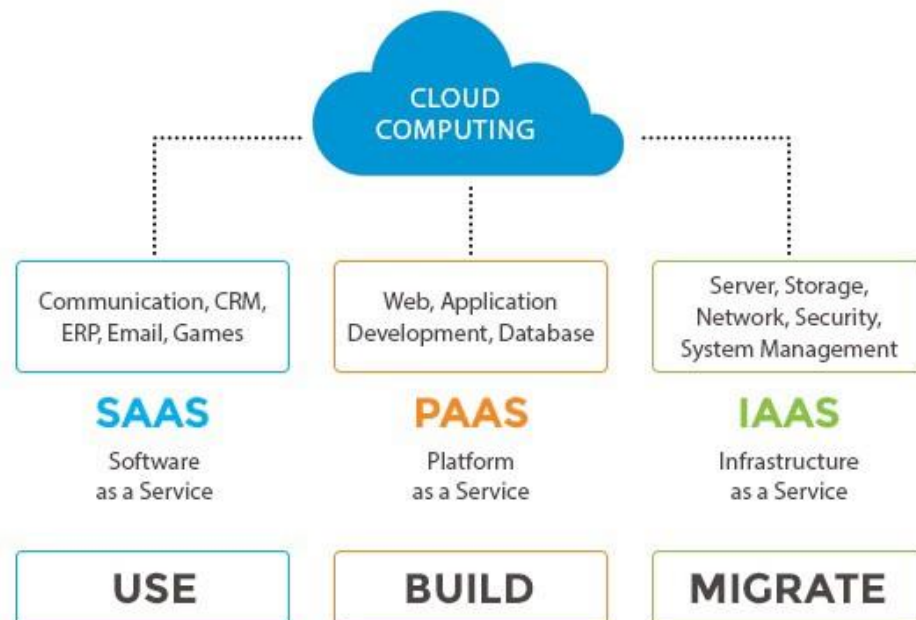 CLOUD
COMPUTING
Communication, CRM,
ERP, Email, Games
Web, Application
Development, Database
Server, Storage,
Network, Security,
System Management
SAAS
PAAS
IAAS
Software
as a Service
Platform
as a Service
Infrastructure
as a Service
USE
BUILD
MIGRATE